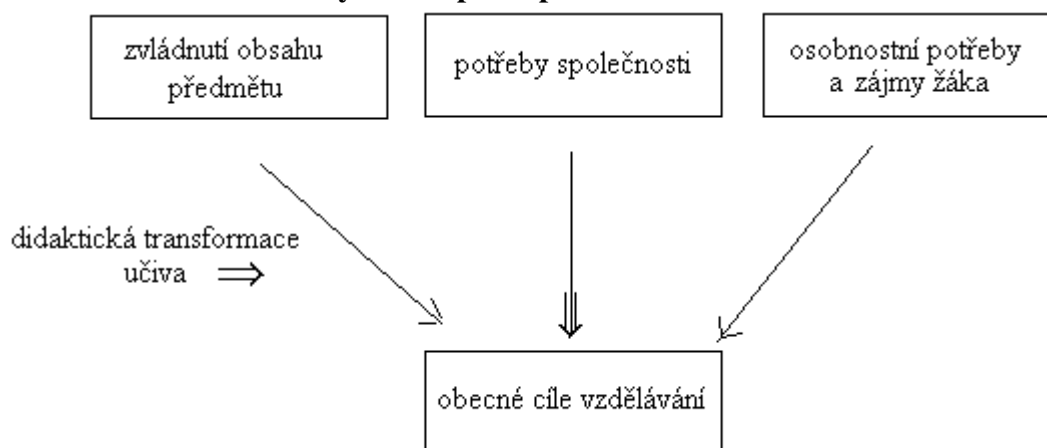 zvládnutí obsahu
předmětu
potřeby společnosti
osobnostní potřeby
a zájmy žáka
didaktická transformace
učiva ⇒
obecné cíle vzdělávání